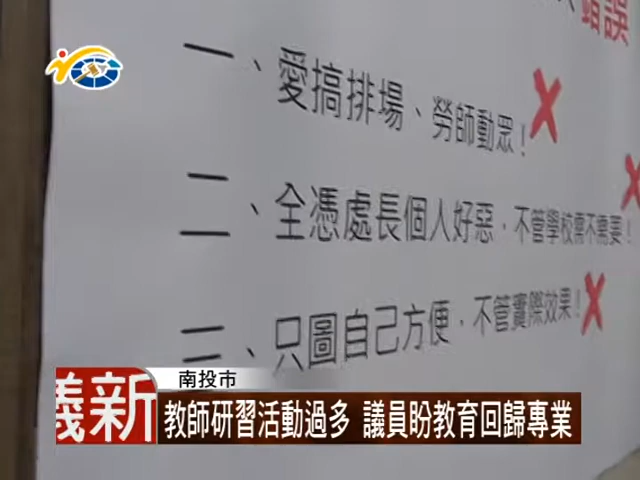 錯誤
一、愛搞排場、勞師動眾！
二、全憑處長個人好惡，不管學校需不需要！
三、只圖自己方便，不管實際效果！
南投市
議新
教師研習活動過多 議員盼教育回歸專業